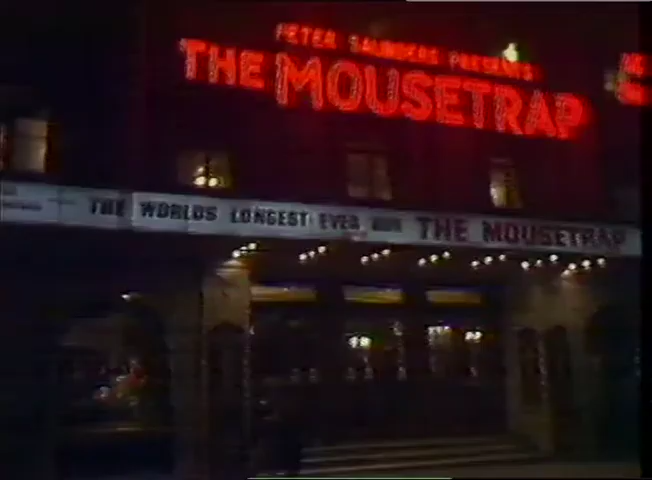 PETER SAUNDERS PRESENTS
THE MOUSETRAP
THE WORLDS LONGEST EVER RUN THE MOUSETRAP